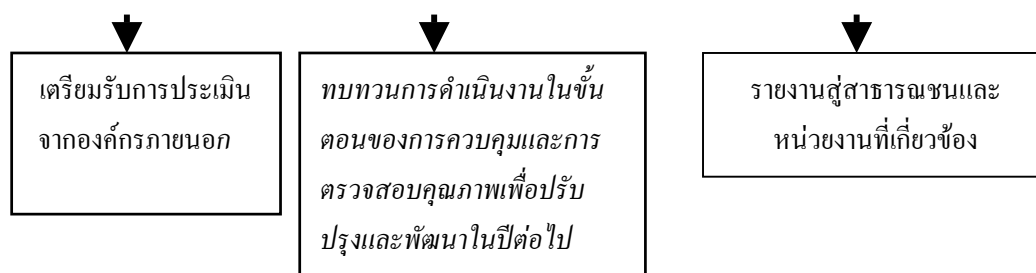 เตรียมรับการประเมิน
จากองค์กรภายนอก
ทบทวนการดำเนินงานในขั้น
ตอนของการควบคุมและการ
ตรวจสอบคุณภาพเพื่อปรับ
ปรุงและพัฒนาในปีต่อไป
รายงานสู่สาธารณชนและ
หน่วยงานที่เกี่ยวข้อง